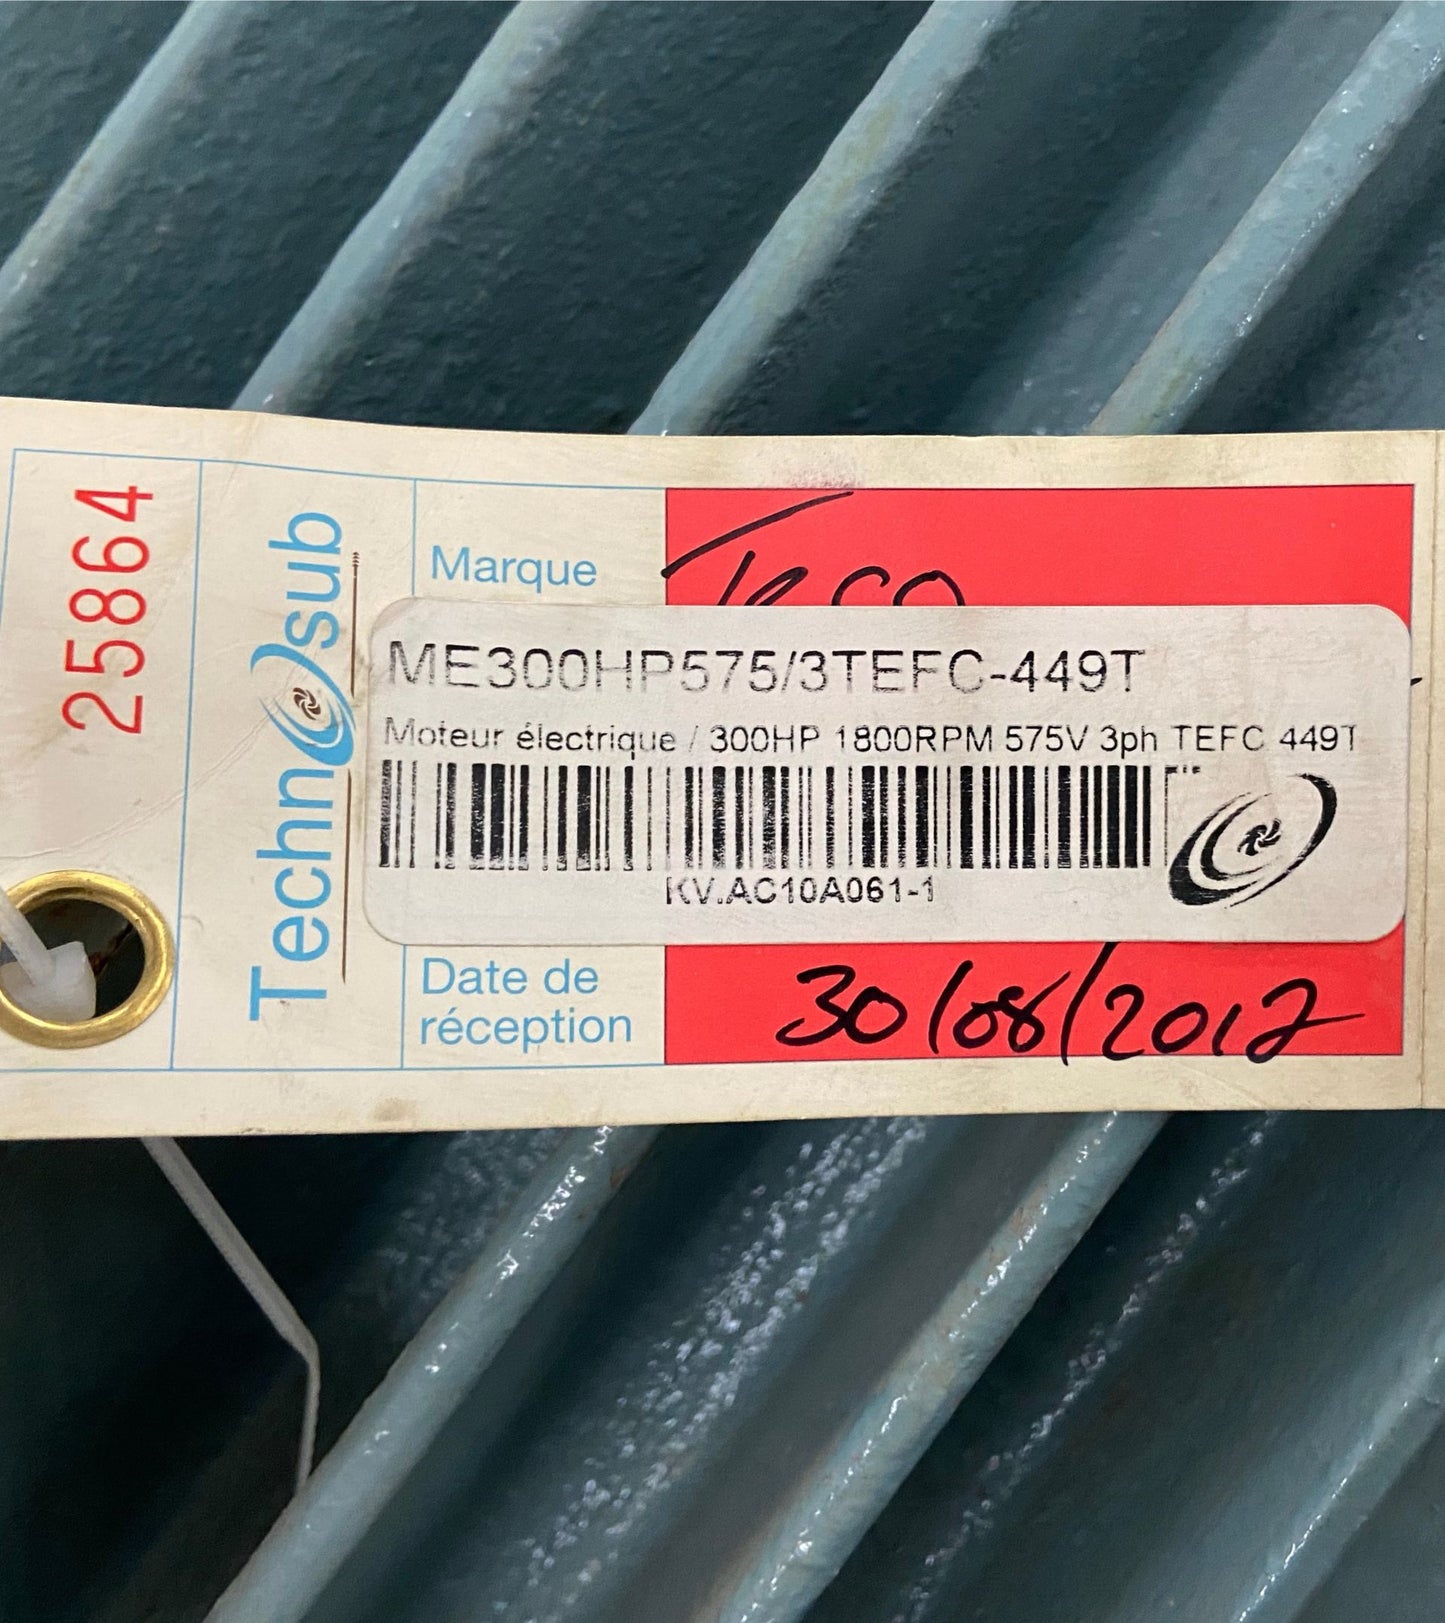 25864
Technosub
Marque
Teco
ME300HP575/3TEFC-449T
Moteur électrique / 300HP 1800RPM 575V 3ph TEFC 449T
KV.AC10A061-1
Date de
réception
30/08/2012